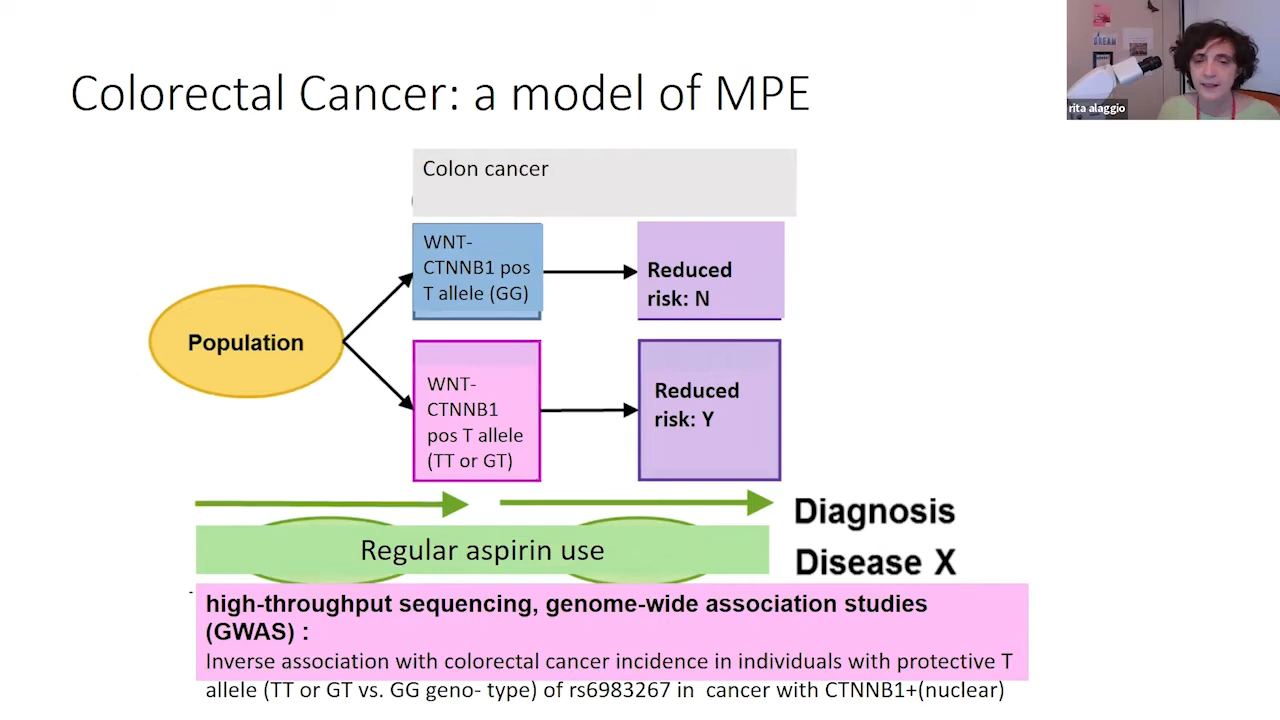 DREAM
rita alaggio
Colorectal Cancer: a model of MPE
Colon cancer
WNT-
CTNNB1 pos
T allele (GG)
Reduced
risk: N
Population
WNT-
CTNNB1
pos T allele
(TT or GT)
Reduced
risk: Y
Diagnosis
Regular aspirin use
Disease X
high-throughput sequencing, genome-wide association studies
(GWAS) :
Inverse association with colorectal cancer incidence in individuals with protective T
allele (TT or GT vs. GG geno- type) of rs6983267 in cancer with CTNNB1+(nuclear)